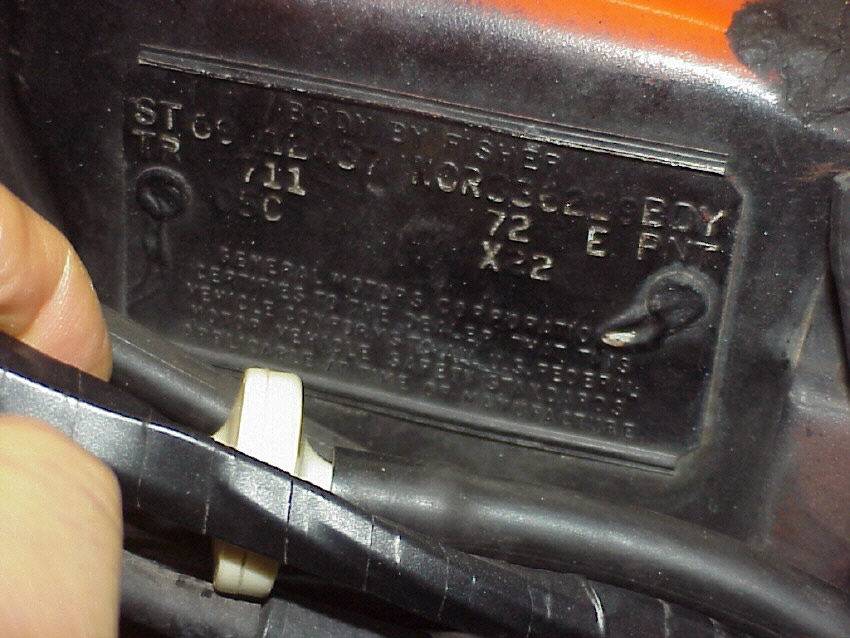 BODY BY FISHER
ST BDY
TR 711 72 E PNT
X22
GENERAL MOTORS CORPORATION
CERTIFIES TO THE DEALER THAT THIS
VEHICLE CONFORMS TO ALL U.S. FEDERAL
MOTOR VEHICLE SAFETY STANDARDS
APPLICABLE AT TIME OF MANUFACTURE